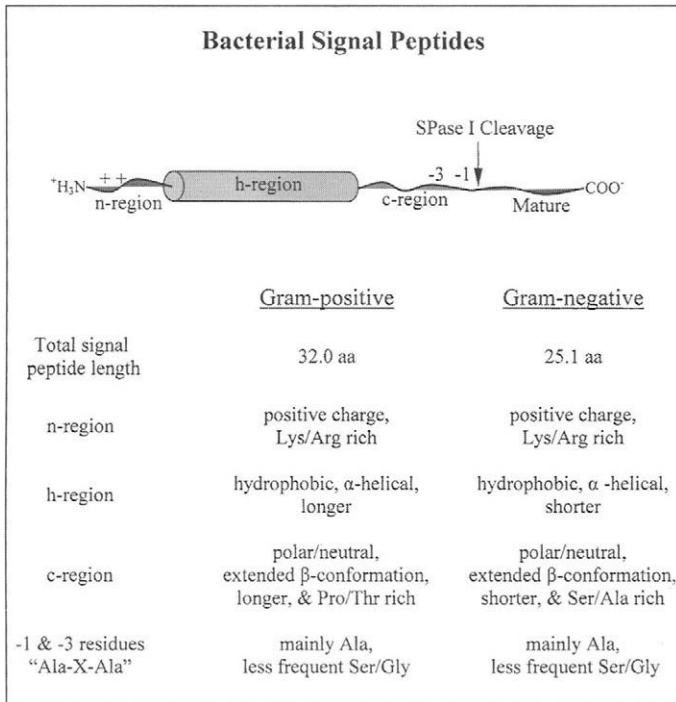 Bacterial Signal Peptides
SPase I Cleavage
++
-3 -1
⁺H₃N
h-region
COO⁻
n-region
c-region
Mature
Gram-positive
Gram-negative
Total signal
peptide length
32.0 aa
25.1 aa
n-region
positive charge,
Lys/Arg rich
positive charge,
Lys/Arg rich
h-region
hydrophobic, α-helical,
longer
hydrophobic, α -helical,
shorter
c-region
polar/neutral,
extended β-conformation,
longer, & Pro/Thr rich
polar/neutral,
extended β-conformation,
shorter, & Ser/Ala rich
-1 & -3 residues
"Ala-X-Ala"
mainly Ala,
less frequent Ser/Gly
mainly Ala,
less frequent Ser/Gly